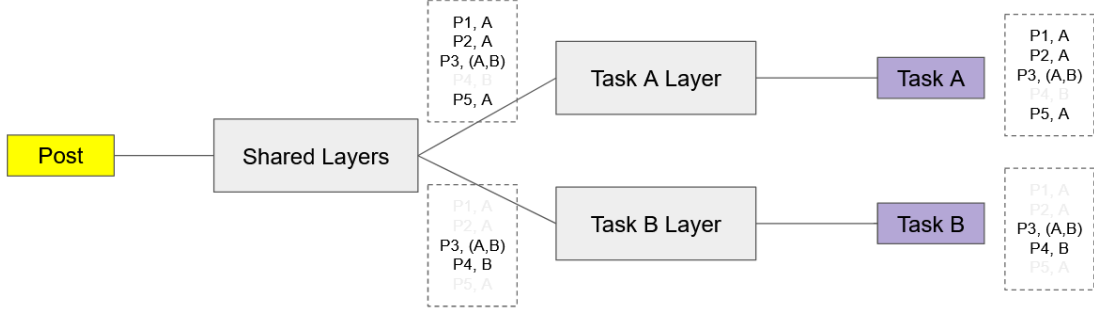 Post
Shared Layers
P1, A
P2, A
P3, (A,B)
P4, B
P5, A
Task A Layer
Task A
P1, A
P2, A
P3, (A,B)
P4, B
P5, A
P1, A
P2, A
P3, (A,B)
P4, B
P5, A
Task B Layer
Task B
P1, A
P2, A
P3, (A,B)
P4, B
P5, A